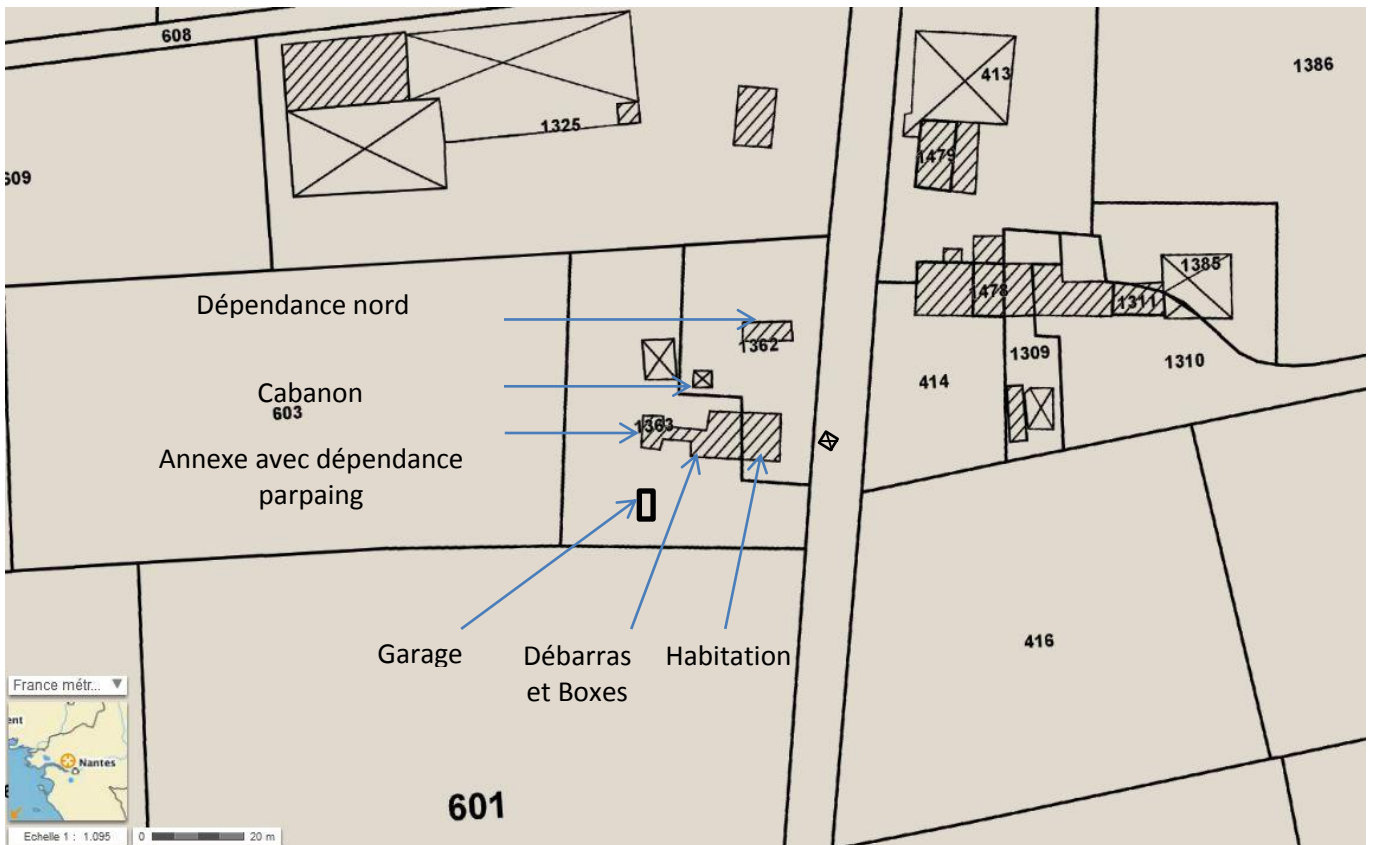 608
413
1386
1325
1479
609
1385
Dépendance nord
1478
1311
1362
1309
1310
414
Cabanon
603
1363
Annexe avec dépendance
parpaing
416
Garage
Débarras
et Boxes
Habitation
France métr...
ent
Nantes
601
Echelle 1 : 1.095
0 20 m